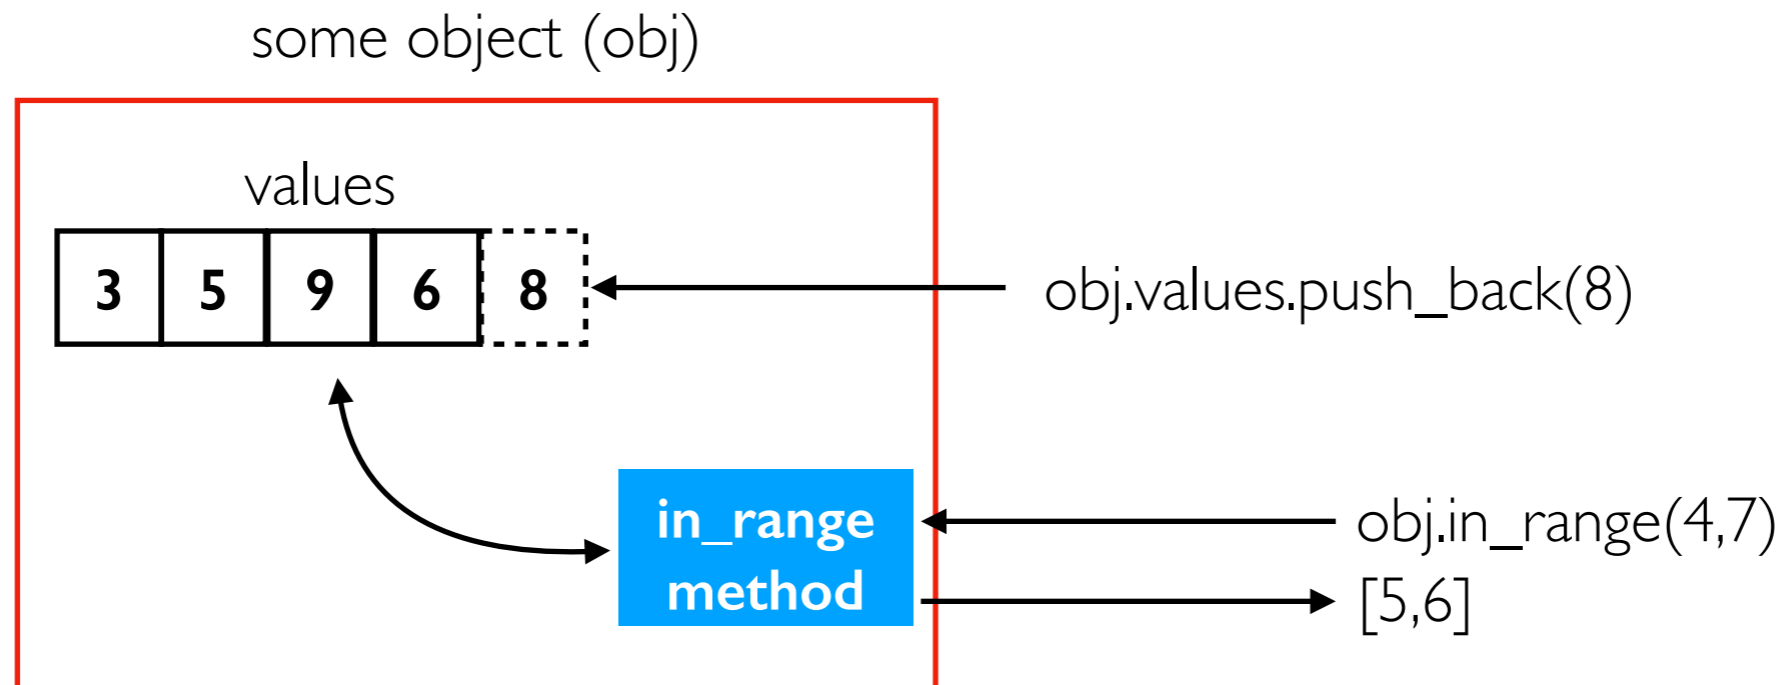 some object (obj)
values
3 5 9 6 8
obj.values.push_back(8)
in_range
method
obj.in_range(4,7)
[5,6]